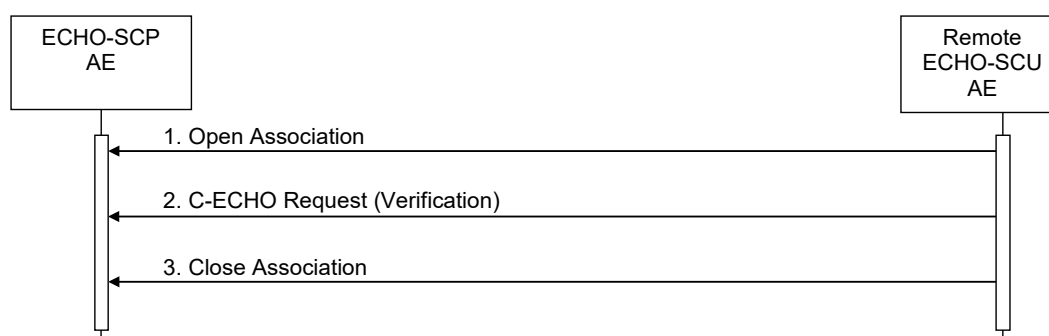 ECHO-SCP
AE
Remote
ECHO-SCU
AE
1. Open Association
2. C-ECHO Request (Verification)
3. Close Association